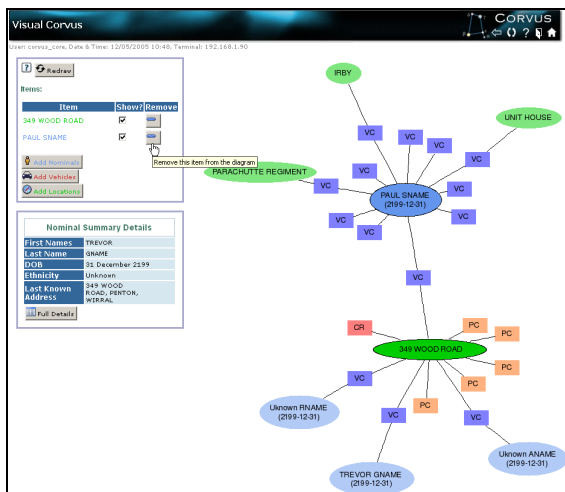 Visual Corvus
CORVUS
User: corvus_core, Date & Time: 12/05/2005 10:48, Terminal: 192.168.1.90
? Redraw
Items:
Item Show? Remove
349 WOOD ROAD
PAUL SNAME
Remove this item from the diagram
Add Nominals
Add Vehicles
Add Locations
Nominal Summary Details
First Names TREVOR
Last Name GNAME
DOB 31 December 2199
Ethnicity Unknown
Last Known Address 349 WOOD
ROAD, PENTON,
WIRRAL
Full Details
IRBY
UNIT HOUSE
VC
VC
VC
VC
VC
VC
PARACHUTTE REGIMENT
VC
VC
PAUL SNAME
(2199-12-31)
VC
VC
VC
VC
CR
PC
PC
349 WOOD ROAD
PC
VC
PC
PC
VC
VC
Uknown RNAME
(2199-12-31)
TREVOR GNAME
(2199-12-31)
Uknown ANAME
(2199-12-31)